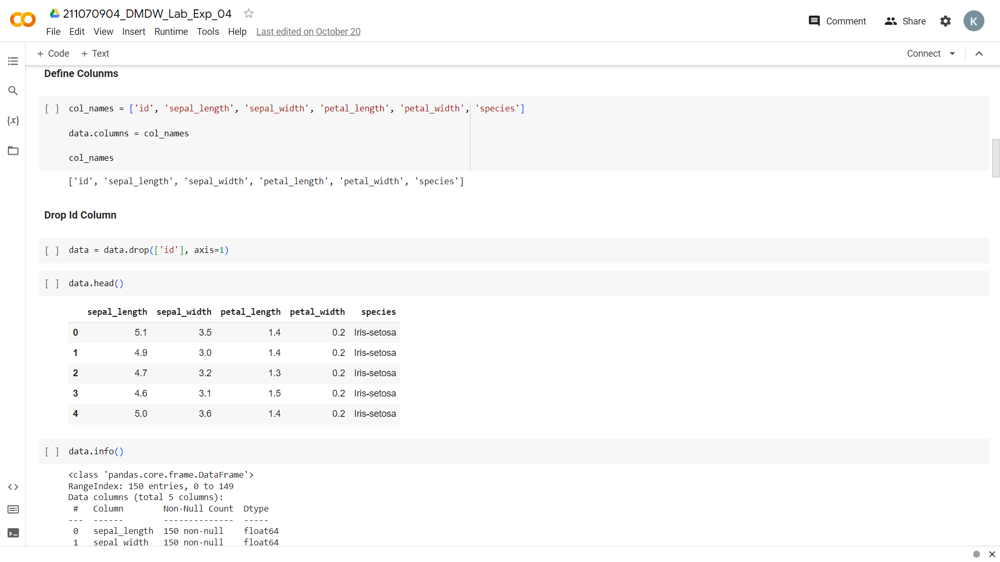 211070904_DMDW_Lab_Exp_04
Comment
Share
K
File Edit View Insert Runtime Tools Help Last edited on October 20
+ Code + Text
Connect
Define Colunms
{x}
[ ] col_names = ['id', 'sepal_length', 'sepal_width', 'petal_length', 'petal_width', 'species']
data.columns = col_names
col_names
['id', 'sepal_length', 'sepal_width', 'petal_length', 'petal_width', 'species']
Drop Id Column
[ ] data = data.drop(['id'], axis=1)
[ ] data.head()
sepal_length sepal_width petal_length petal_width species
0 5.1 3.5 1.4 0.2 Iris-setosa
1 4.9 3.0 1.4 0.2 Iris-setosa
2 4.7 3.2 1.3 0.2 Iris-setosa
3 4.6 3.1 1.5 0.2 Iris-setosa
4 5.0 3.6 1.4 0.2 Iris-setosa
[ ] data.info()
<class 'pandas.core.frame.DataFrame'>
RangeIndex: 150 entries, 0 to 149
Data columns (total 5 columns):
# Column Non-Null Count Dtype
--- ------ -------------- -----
0 sepal_length 150 non-null float64
1 sepal_width 150 non-null float64